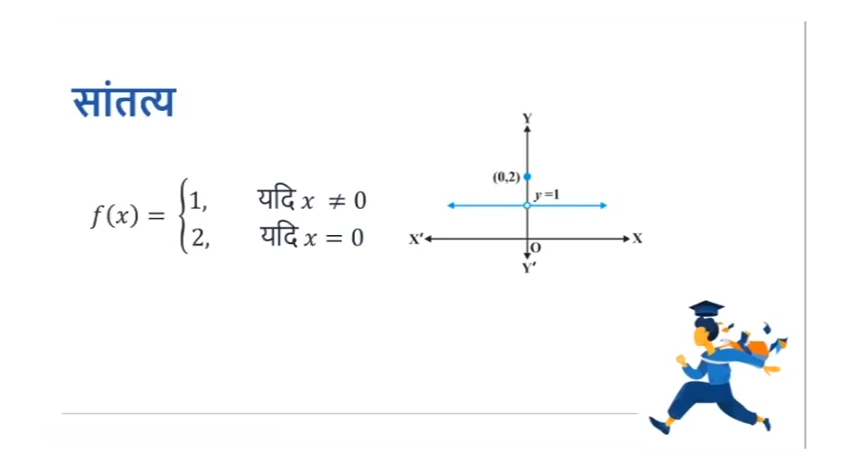 सांतत्य
f(x) = { 1, यदि x ≠ 0
2, यदि x = 0
Y
(0,2)
y =1
X′ O X
Y′